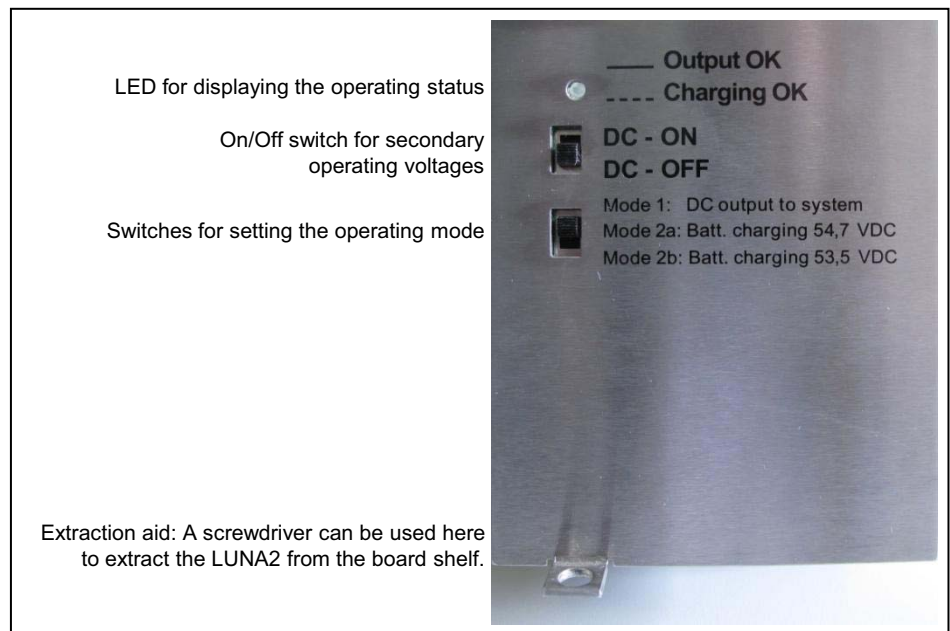 LED for displaying the operating status
On/Off switch for secondary
operating voltages
Switches for setting the operating mode
Extraction aid: A screwdriver can be used here
to extract the LUNA2 from the board shelf.
___ Output OK
---- Charging OK
DC - ON
DC - OFF
Mode 1: DC output to system
Mode 2a: Batt. charging 54,7 VDC
Mode 2b: Batt. charging 53,5 VDC